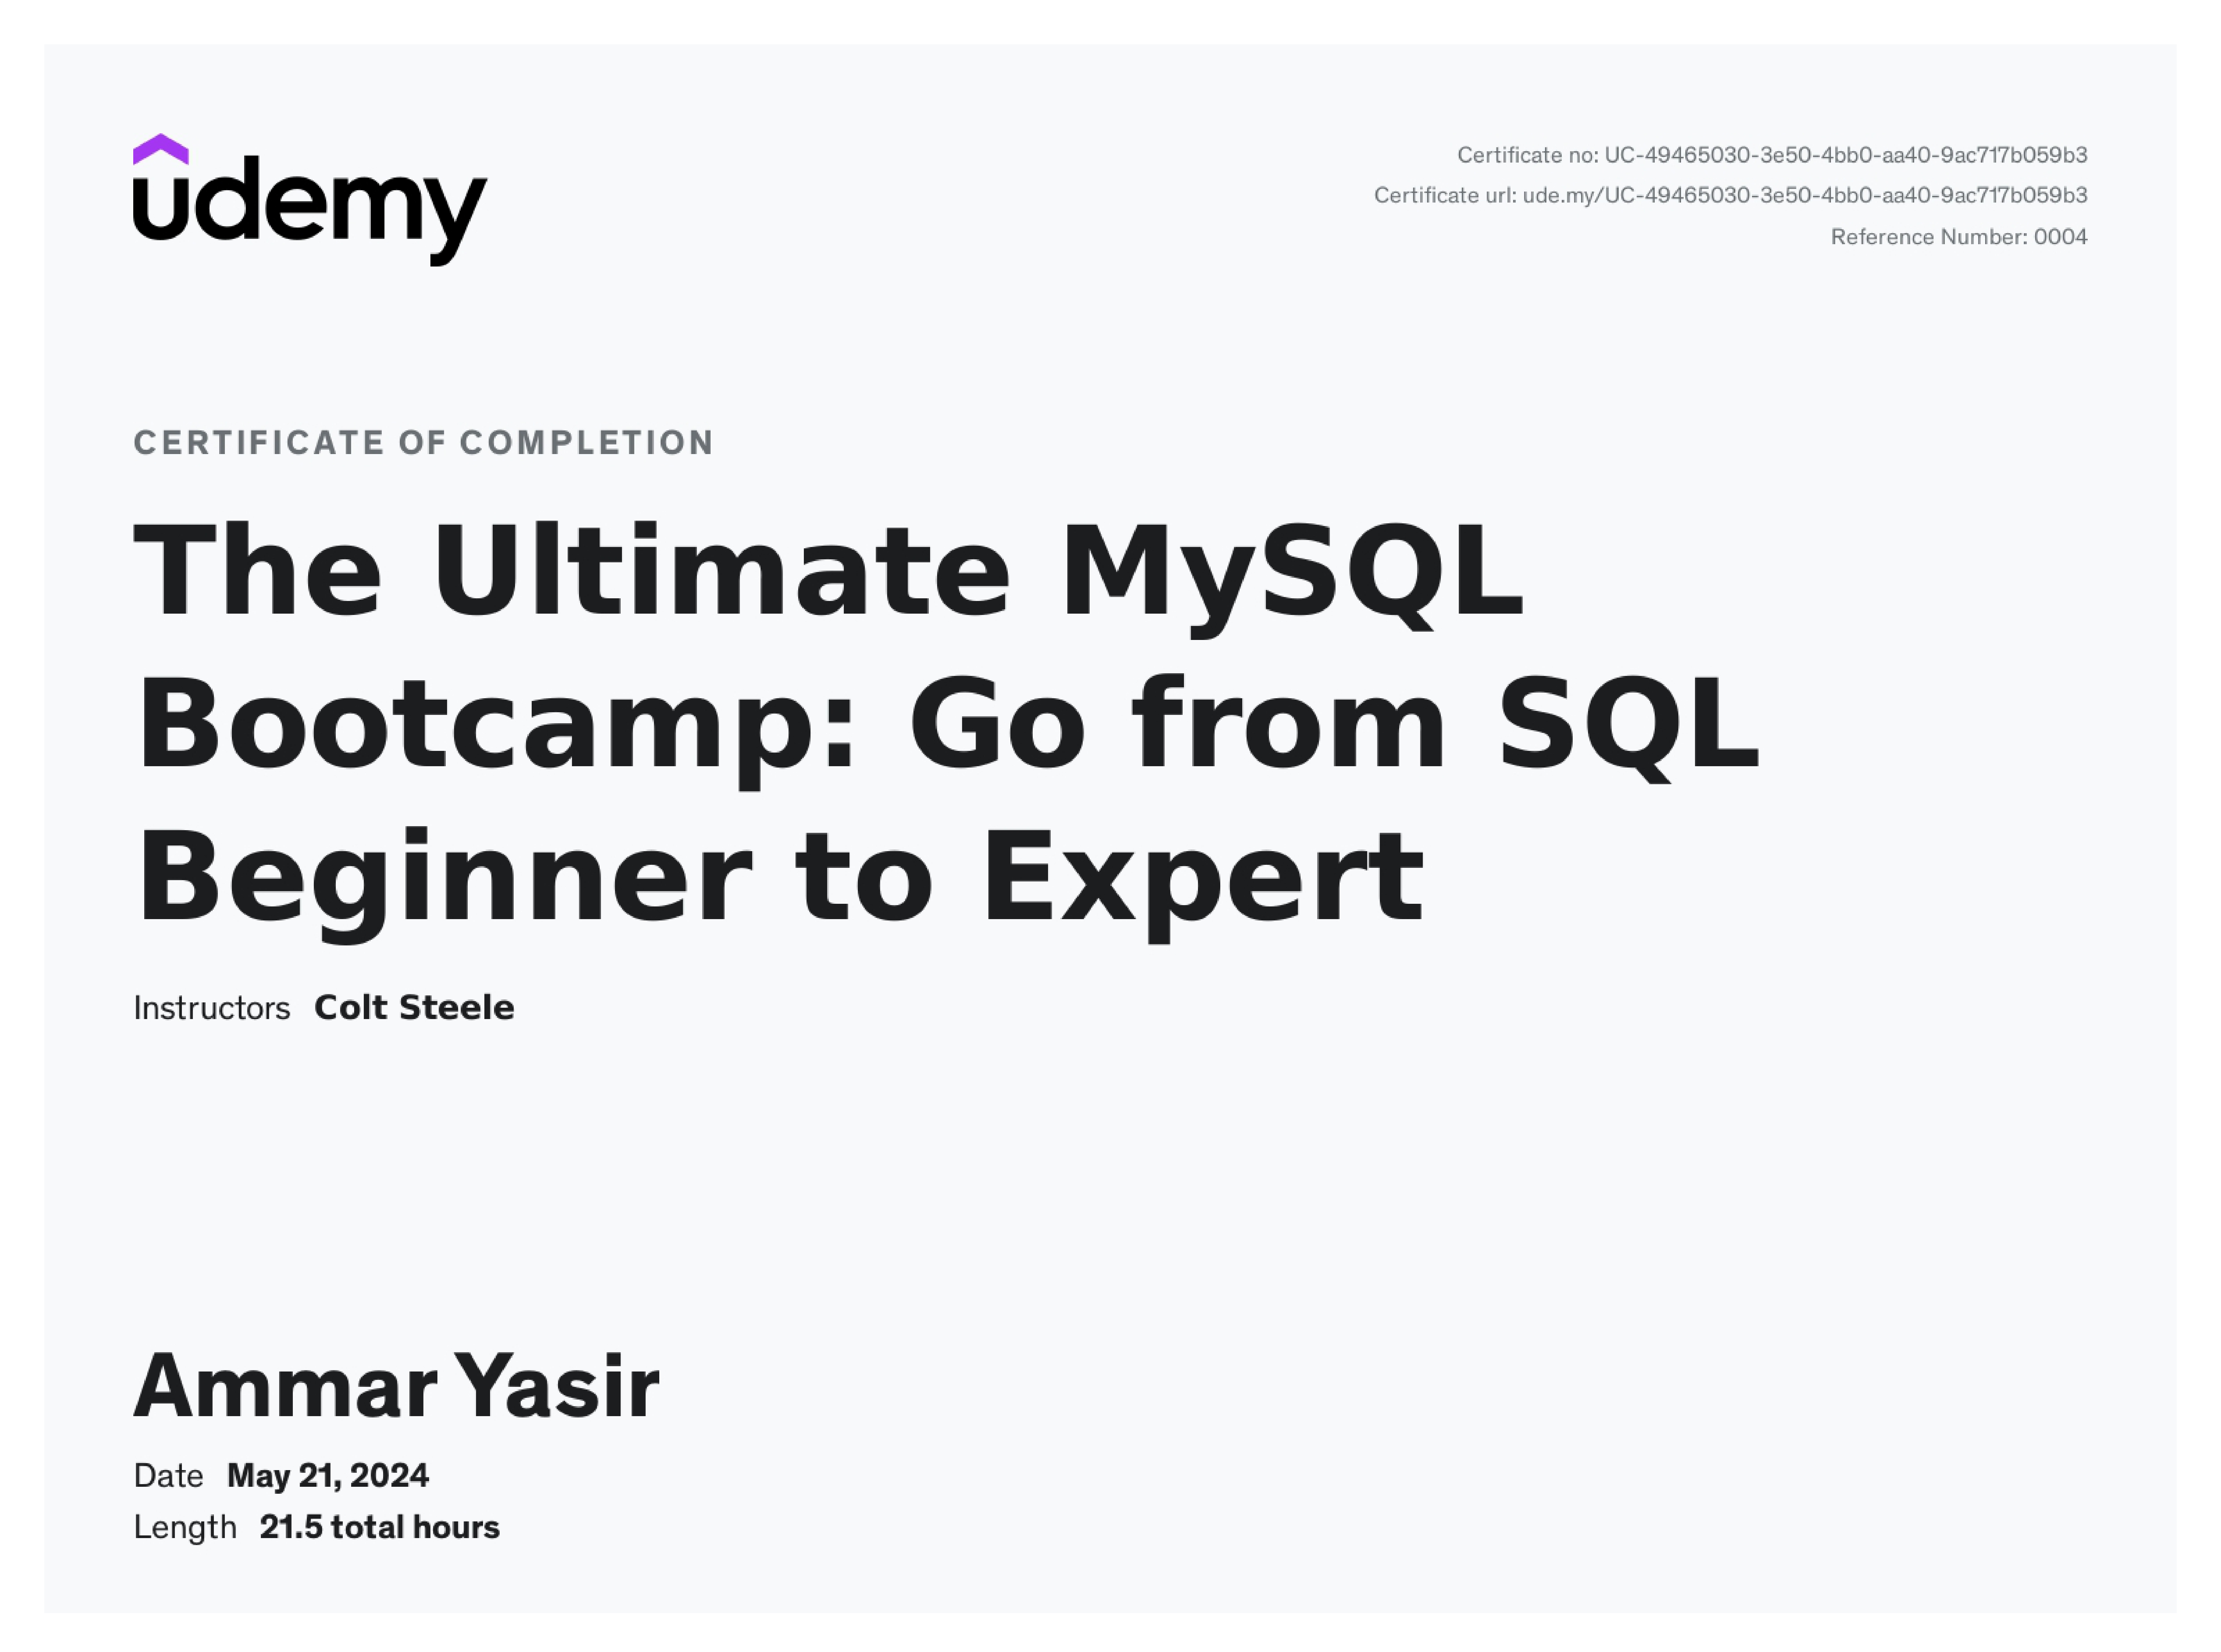 udemy
Certificate no: UC-49465030-3e50-4bb0-aa40-9ac717b059b3
Certificate url: ude.my/UC-49465030-3e50-4bb0-aa40-9ac717b059b3
Reference Number: 0004
CERTIFICATE OF COMPLETION
The Ultimate MySQL
Bootcamp: Go from SQL
Beginner to Expert
Instructors Colt Steele
Ammar Yasir
Date May 21, 2024
Length 21.5 total hours